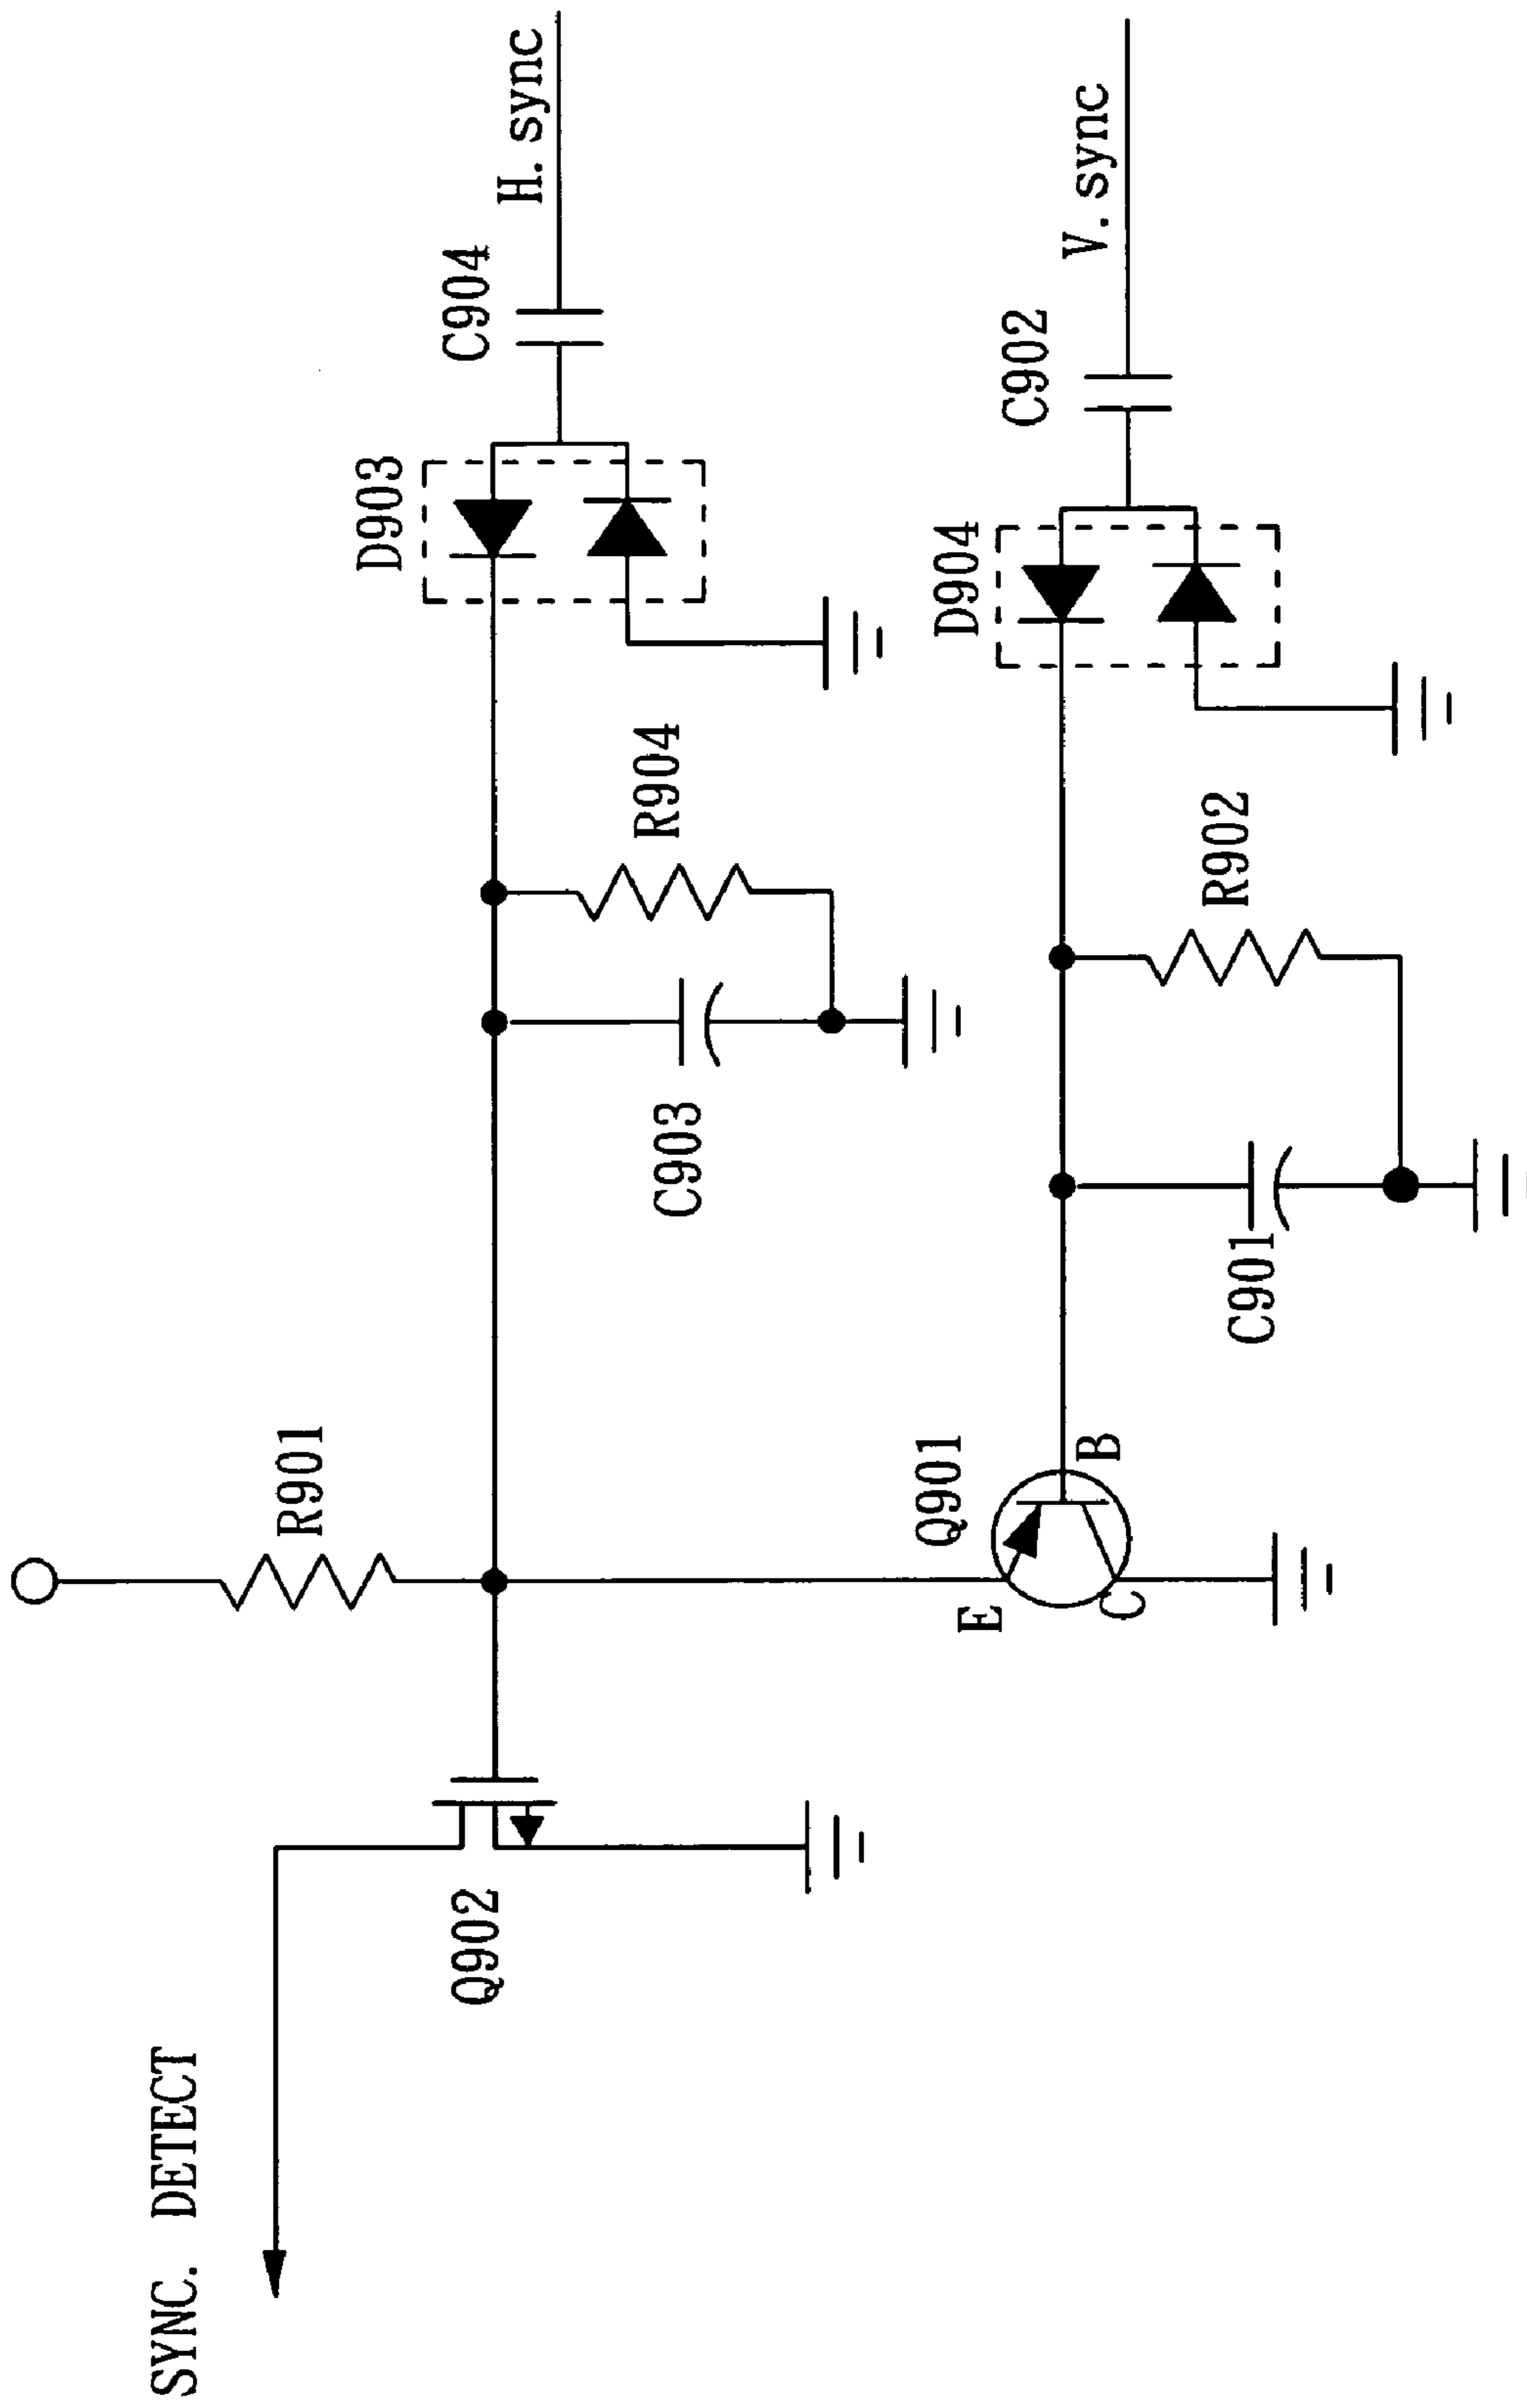 SYNC. DETECT
Q902
R901
Q901
E
B
C
C903
R904
D903
C904
H.sync
C901
R902
D904
C902
V.sync